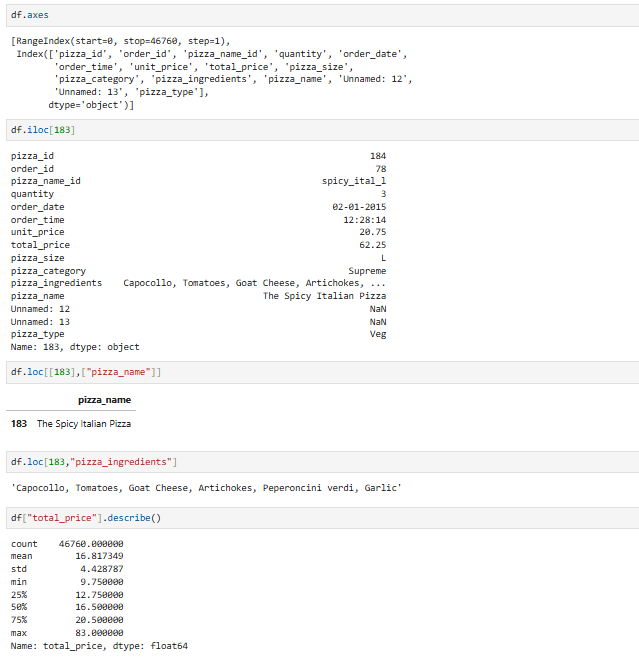 df.axes
[RangeIndex(start=0, stop=46760, step=1),
Index(['pizza_id', 'order_id', 'pizza_name_id', 'quantity', 'order_date',
'order_time', 'unit_price', 'total_price', 'pizza_size',
'pizza_category', 'pizza_ingredients', 'pizza_name', 'Unnamed: 12',
'Unnamed: 13', 'pizza_type'],
dtype='object')]
df.iloc[183]
pizza_id 184
order_id 78
pizza_name_id spicy_ital_l
quantity 3
order_date 02-01-2015
order_time 12:28:14
unit_price 20.75
total_price 62.25
pizza_size L
pizza_category Supreme
pizza_ingredients Capocollo, Tomatoes, Goat Cheese, Artichokes, ...
pizza_name The Spicy Italian Pizza
Unnamed: 12 NaN
Unnamed: 13 NaN
pizza_type Veg
Name: 183, dtype: object
df.loc[[183],["pizza_name"]]
pizza_name
183 The Spicy Italian Pizza
df.loc[183,"pizza_ingredients"]
'Capocollo, Tomatoes, Goat Cheese, Artichokes, Peperoncini verdi, Garlic'
df["total_price"].describe()
count 46760.000000
mean 16.817349
std 4.428787
min 9.750000
25% 12.750000
50% 16.500000
75% 20.500000
max 83.000000
Name: total_price, dtype: float64